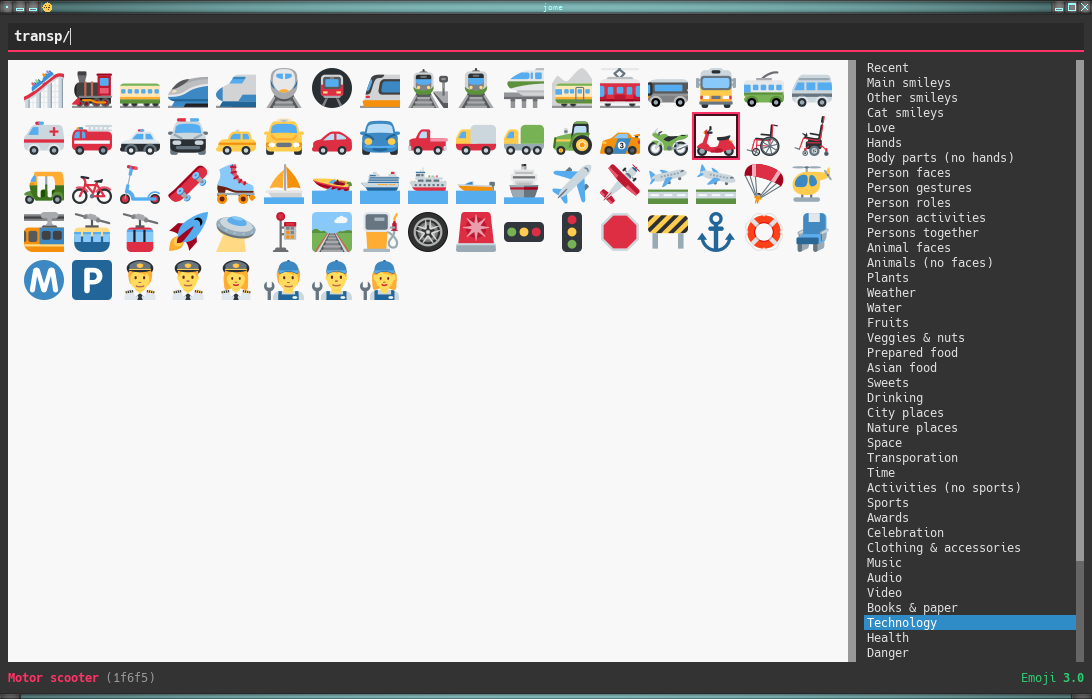 jome
transp/
Recent
Main smileys
Other smileys
Cat smileys
Love
Hands
Body parts (no hands)
Person faces
Person gestures
Person roles
Person activities
Persons together
Animal faces
Animals (no faces)
Plants
Weather
Water
Fruits
Veggies & nuts
Prepared food
Asian food
Sweets
Drinking
City places
Nature places
Space
Transporation
Time
Activities (no sports)
Sports
Awards
Celebration
Clothing & accessories
Music
Audio
Video
Books & paper
Technology
Health
Danger
3
M
P
Motor scooter (1f6f5)
Emoji 3.0